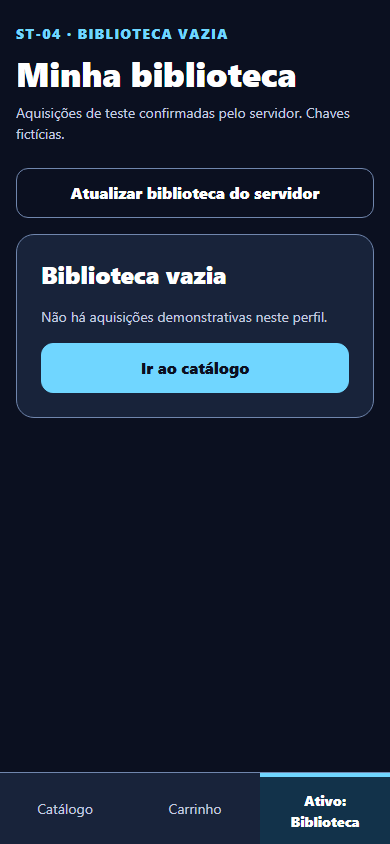 ST-04 · BIBLIOTECA VAZIA
Minha biblioteca
Aquisições de teste confirmadas pelo servidor. Chaves
fictícias.
Atualizar biblioteca do servidor
Biblioteca vazia
Não há aquisições demonstrativas neste perfil.
Ir ao catálogo
Catálogo
Carrinho
Ativo:
Biblioteca